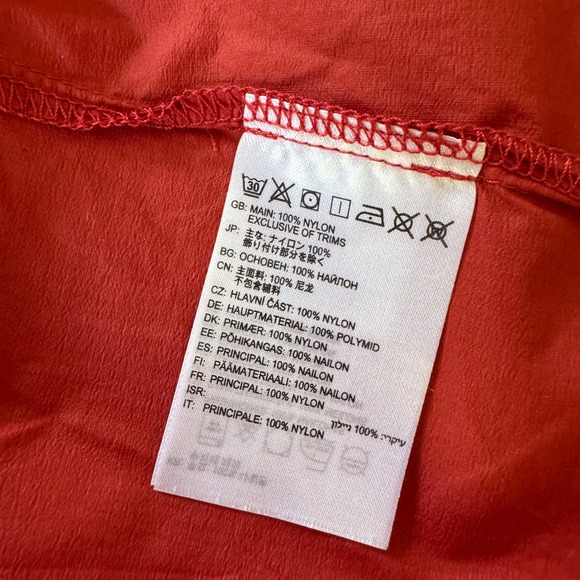 30
GB: MAIN: 100% NYLON
EXCLUSIVE OF TRIMS
JP: 主な: ナイロン 100%
飾り付け部分を除く
BG: ОСНОВЕН: 100% НАЙЛОН
CN: 主面料: 100% 尼龙
不包含辅料
CZ: HLAVNÍ ČÁST: 100% NYLON
DE: HAUPTMATERIAL: 100% POLYMID
DK: PRIMÆR: 100% NYLON
EE: PÕHIKANGAS: 100% NAILON
ES: PRINCIPAL: 100% NAILON
FI: PÄÄMATERIAALI: 100% NAILON
FR: PRINCIPAL: 100% NYLON
ISR: עיקרי: 100% ניילון
IT: PRINCIPALE: 100% NYLON